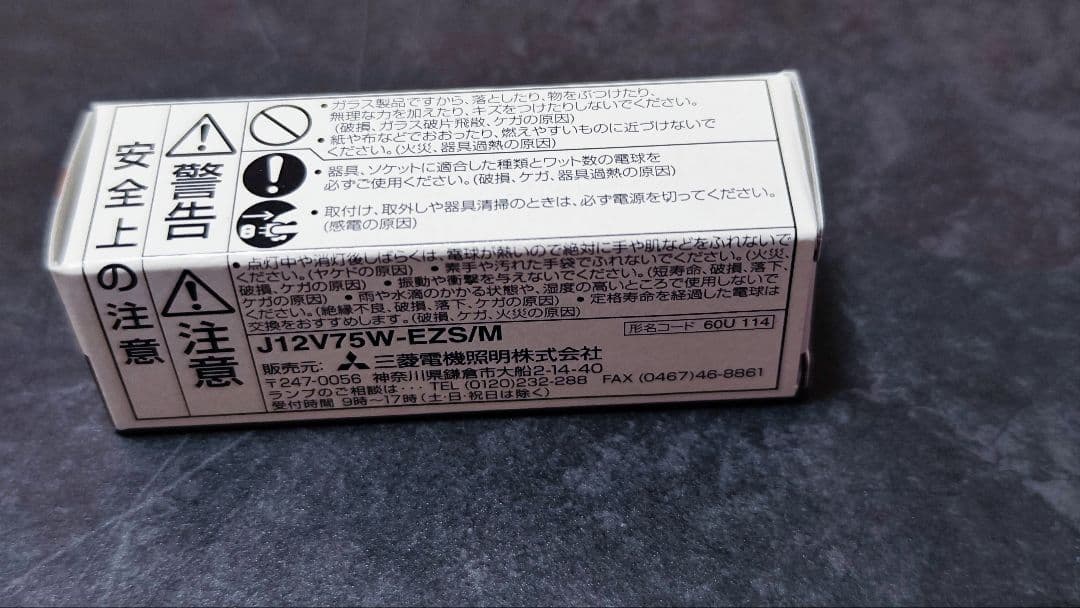 安全上の注意
警告
・ガラス製品ですから、落としたり、物をぶつけたり、
無理な力を加えたり、キズをつけたりしないでください。
(破損、ガラス破片飛散、ケガの原因)
・紙や布などでおおったり、燃えやすいものに近づけないで
ください。(火災、器具過熱の原因)
・器具、ソケットに適合した種類とワット数の電球を
必ずご使用ください。(破損、ケガ、器具過熱の原因)
・取付け、取外しや器具清掃のときは、必ず電源を切ってください。
(感電の原因)
注意
・点灯中や消灯後しばらくは、電球が熱いので絶対に手や肌などをふれないで
ください。(ヤケドの原因) ・素手や汚れた手袋でふれないでください。(火災、
破損、ケガの原因) ・振動や衝撃を与えないでください。(短寿命、破損、落下、
ケガの原因) ・雨や水滴のかかる状態や、湿度の高いところで使用しないで
ください。(絶縁不良、破損、落下、ケガの原因) ・定格寿命を経過した電球は
交換をおすすめします。(破損、ケガ、火災の原因)
J12V75W-EZS/M
形名コード 60U 114
販売元: 三菱電機照明株式会社
〒247-0056 神奈川県鎌倉市大船2-14-40
ランプのご相談は… TEL (0120)232-288 FAX (0467)46-8861
受付時間 9時~17時(土・日・祝日は除く)